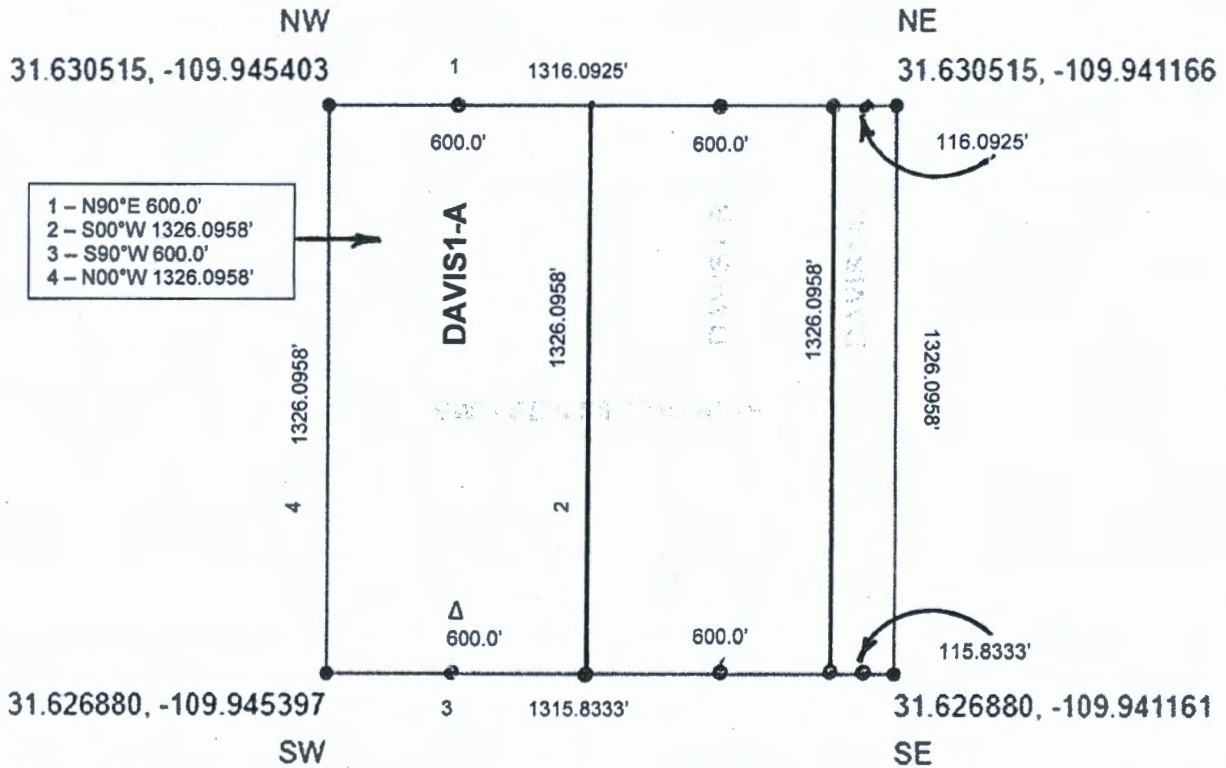 NW
NE
31.630515, -109.945403
1
1316.0925'
31.630515, -109.941166
600.0'
600.0'
116.0925'
1 – N90°E 600.0'
2 – S00°W 1326.0958'
3 – S90°W 600.0'
4 – N00°W 1326.0958'
DAVIS1-A
1326.0958'
1326.0958'
1326.0958'
1326.0958'
4
2
Δ
600.0'
600.0'
115.8333'
31.626880, -109.945397
3
1315.8333'
31.626880, -109.941161
SW
SE